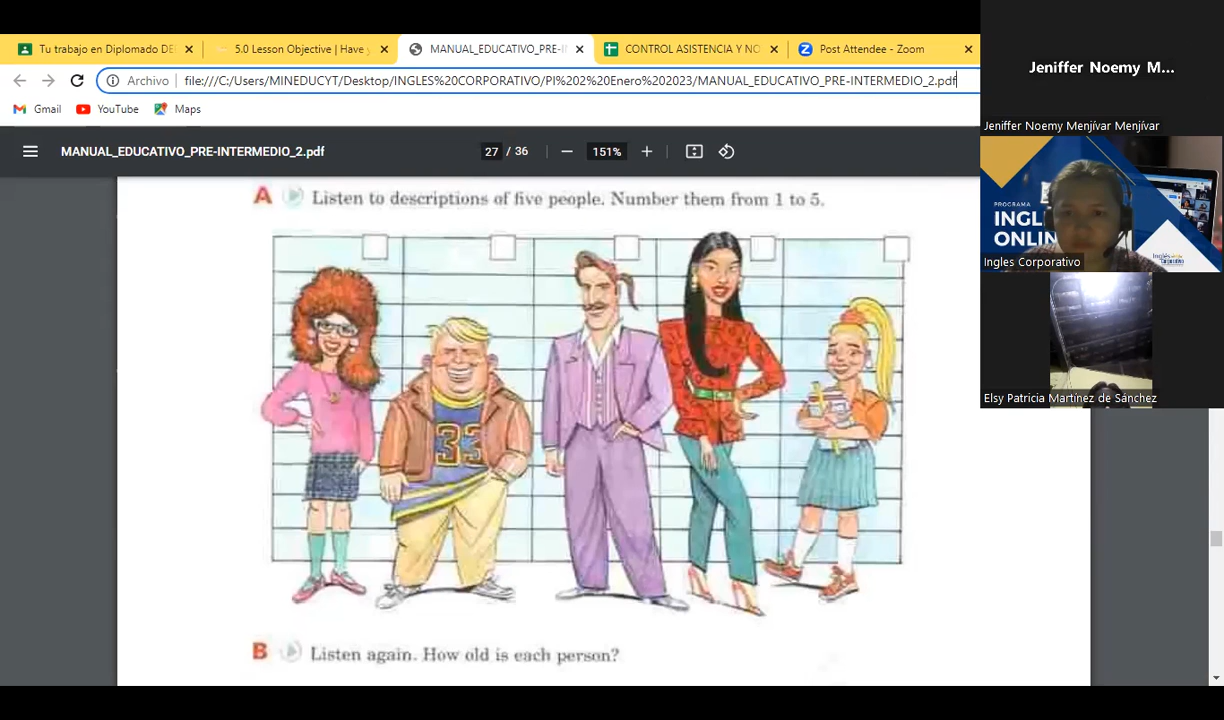 Tu trabajo en Diplomado DE
5.0 Lesson Objective | Have y
MANUAL_EDUCATIVO_PRE-I
CONTROL ASISTENCIA Y NO
Post Attendee - Zoom
Archivo
file:///C:/Users/MINEDUCYT/Desktop/INGLES%20CORPORATIVO/PI%202%20Enero%202023/MANUAL_EDUCATIVO_PRE-INTERMEDIO_2.pdf
Gmail
YouTube
Maps
MANUAL_EDUCATIVO_PRE-INTERMEDIO_2.pdf
27 / 36
151%
A Listen to descriptions of five people. Number them from 1 to 5.
33
B Listen again. How old is each person?
Jeniffer Noemy M...
Jeniffer Noemy Menjívar Menjívar
PROGRAMA
INGL
ONLIN
Inglés
Corporativo
Ingles Corporativo
Elsy Patricia Martínez de Sánchez